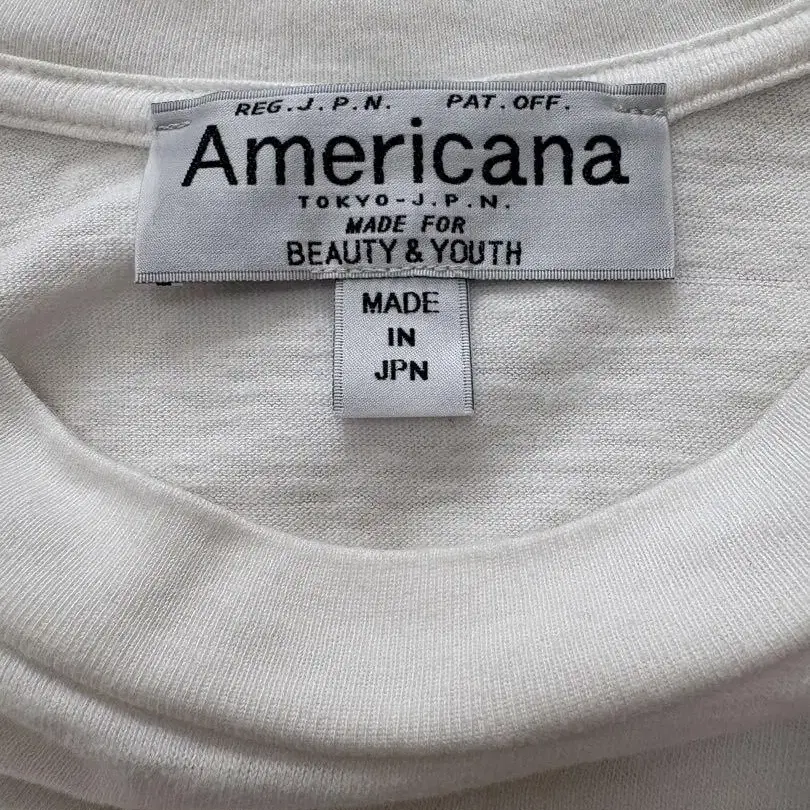 REG.J.P.N. PAT.OFF.
Americana
TOKYO-J.P.N.
MADE FOR
BEAUTY & YOUTH
MADE
IN
JPN